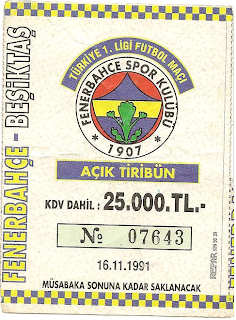 FENERBAHÇE - BEŞİKTAŞ
TÜRKİYE 1. LİGİ FUTBOL MAÇI
FENERBAHÇE SPOR KULÜBÜ
1907
AÇIK TİRİBÜN
KDV DAHİL : 25.000.TL.-
№ 07643
16.11.1991
MÜSABAKA SONUNA KADAR SAKLANACAK